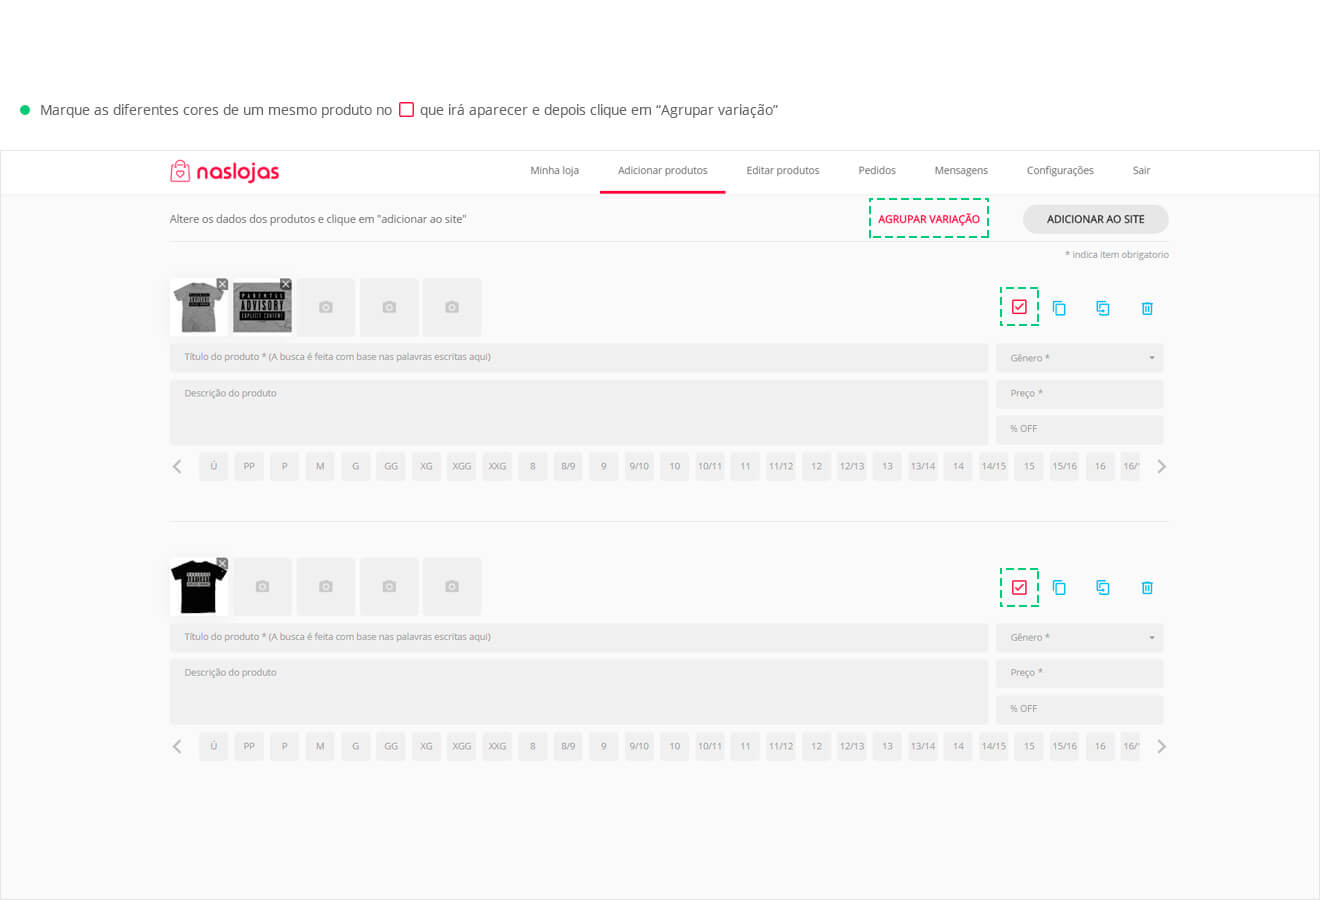 Marque as diferentes cores de um mesmo produto no que irá aparecer e depois clique em “Agrupar variação”
naslojas
Minha loja
Adicionar produtos
Editar produtos
Pedidos
Mensagens
Configurações
Sair
Altere os dados dos produtos e clique em "adicionar ao site"
AGRUPAR VARIAÇÃO
ADICIONAR AO SITE
* indica item obrigatorio
ADVISORY
EXPLICIT CONTENT
Título do produto * (A busca é feita com base nas palavras escritas aqui)
Gênero *
Descrição do produto
Preço *
% OFF
Ú PP P M G GG XG XGG XXG 8 8/9 9 9/10 10 10/11 11 11/12 12 12/13 13 13/14 14 14/15 15 15/16 16
Título do produto * (A busca é feita com base nas palavras escritas aqui)
Gênero *
Descrição do produto
Preço *
% OFF
Ú PP P M G GG XG XGG XXG 8 8/9 9 9/10 10 10/11 11 11/12 12 12/13 13 13/14 14 14/15 15 15/16 16